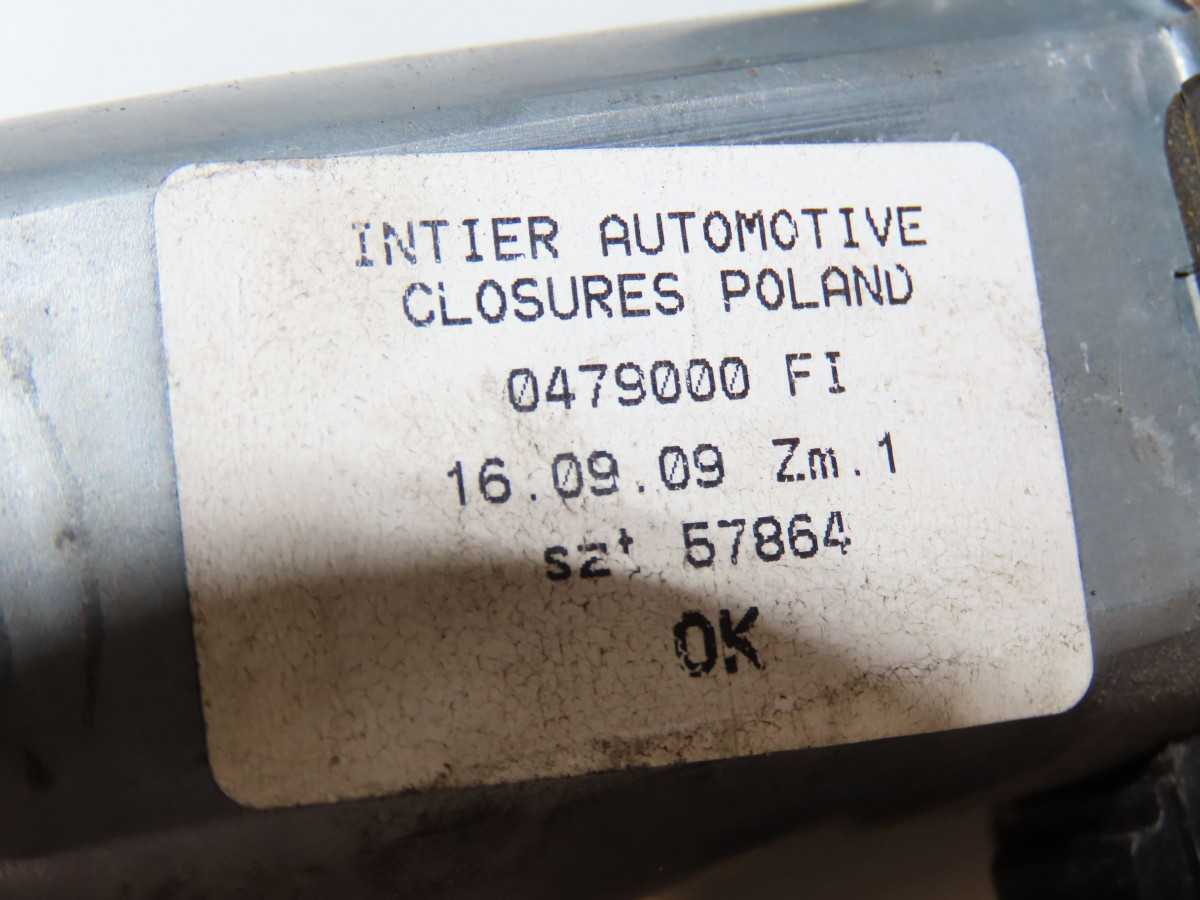 INTIER AUTOMOTIVE
CLOSURES POLAND
0479000 FI
16.09.09 Zm.1
szt 57864
OK